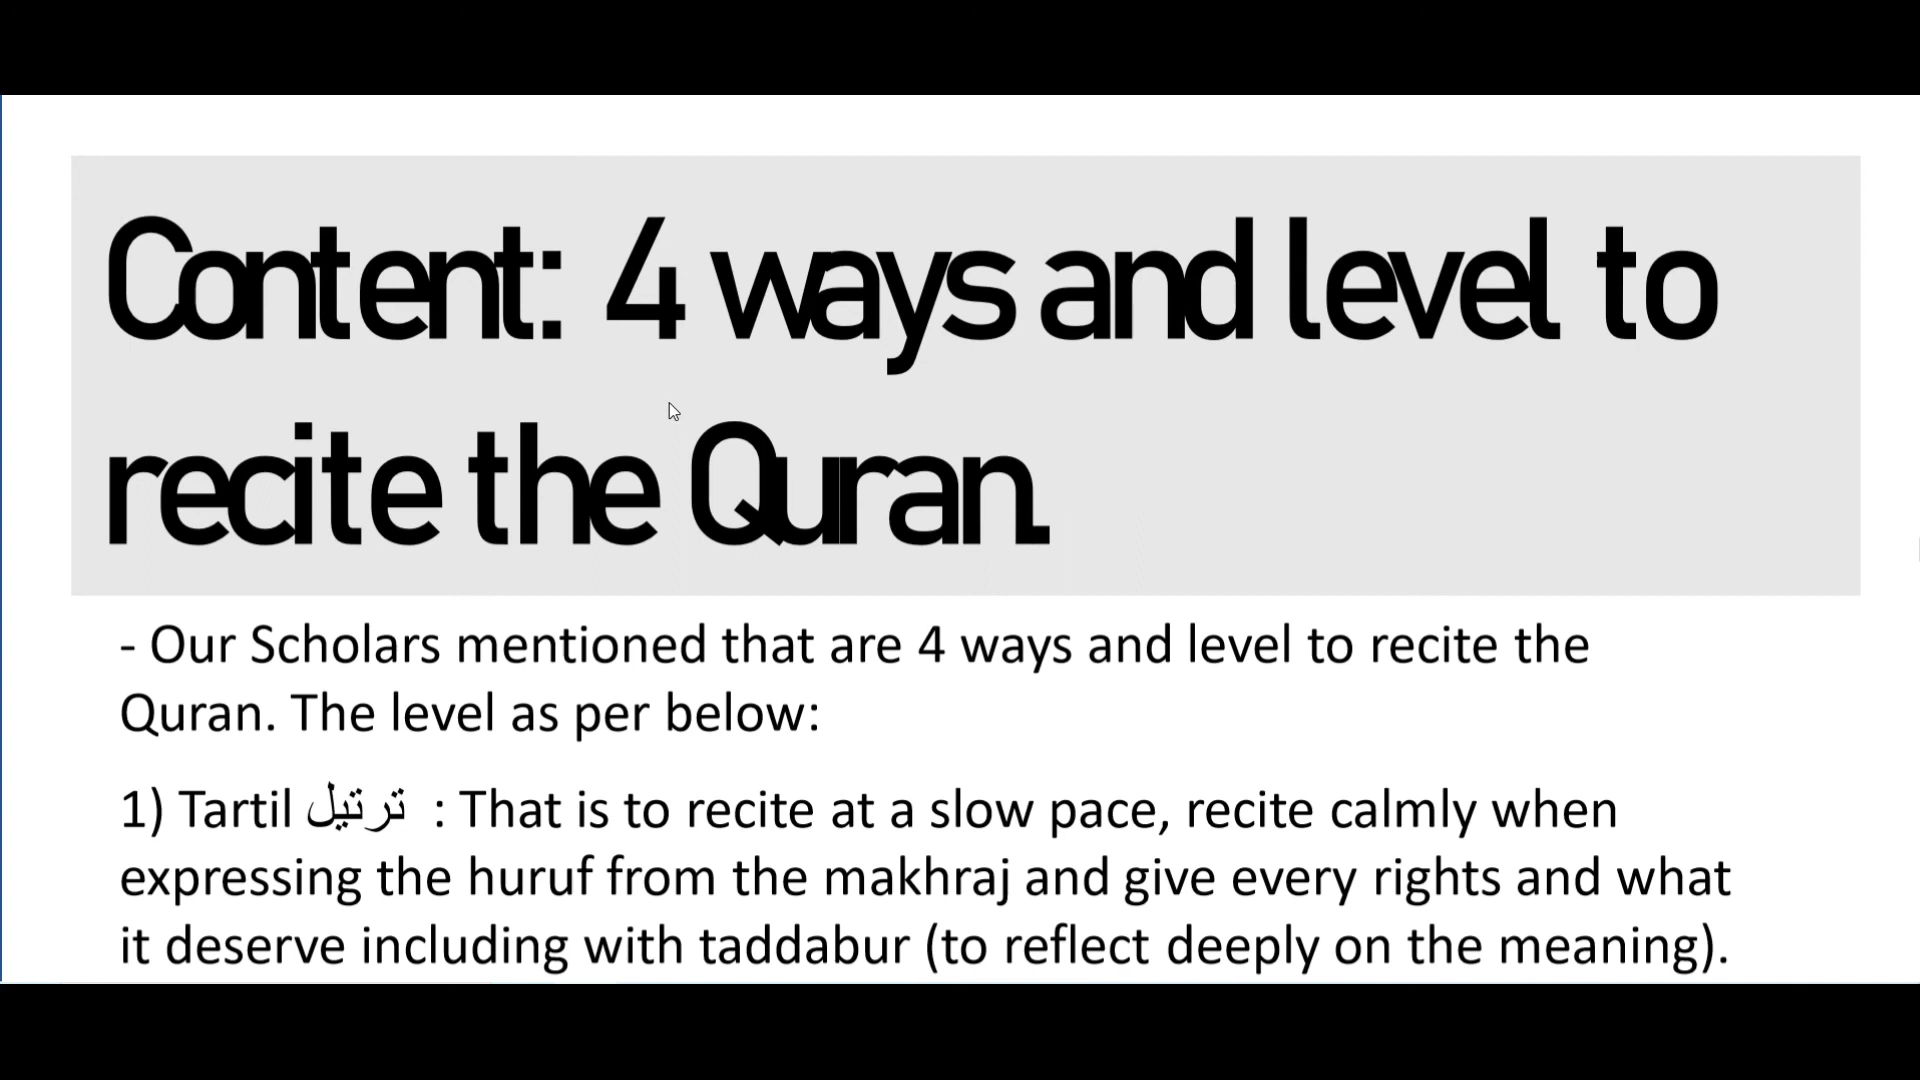 Content: 4 ways and level to
recite the Quran.
- Our Scholars mentioned that are 4 ways and level to recite the
Quran. The level as per below:
1) Tartil ترتيل : That is to recite at a slow pace, recite calmly when
expressing the huruf from the makhraj and give every rights and what
it deserve including with taddabur (to reflect deeply on the meaning).